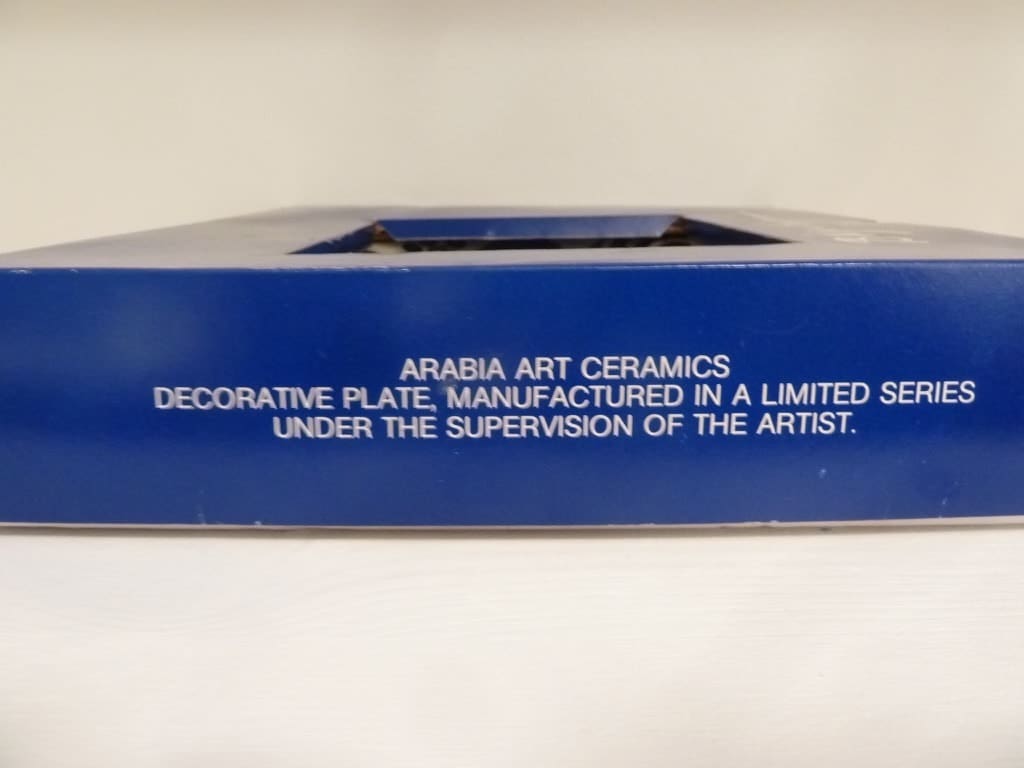 ARABIA ART CERAMICS
DECORATIVE PLATE, MANUFACTURED IN A LIMITED SERIES
UNDER THE SUPERVISION OF THE ARTIST.